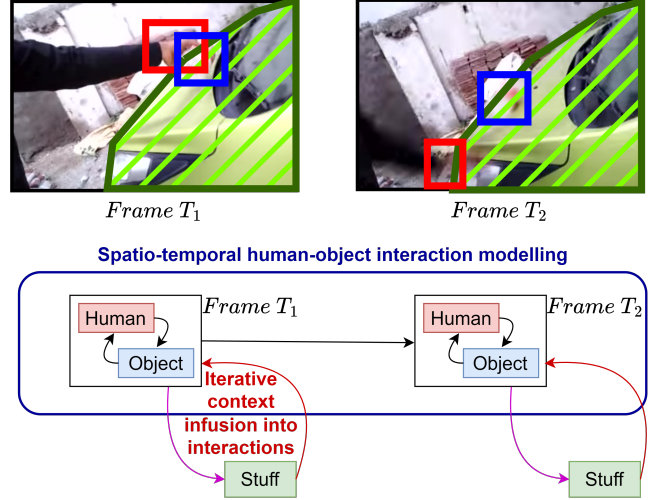 Frame T1
Frame T2
Spatio-temporal human-object interaction modelling
Frame T1
Frame T2
Human
Human
Object
Object
Iterative
context
infusion into
interactions
Stuff
Stuff